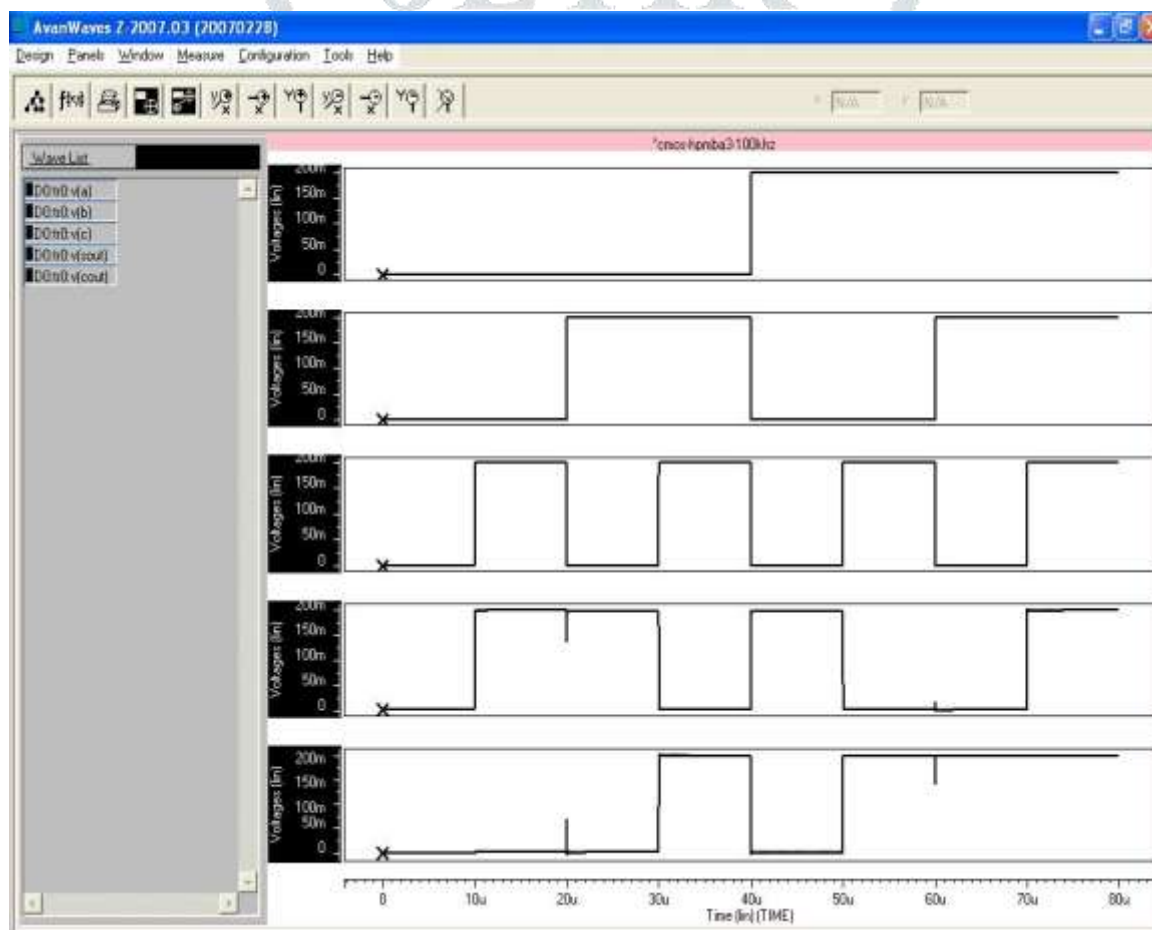 AvanWaves Z-2007.03 (20070228)
Design Panels Window Measure Configuration Tools Help
N/A N/A
Wave List
D0:tr0:v(a)
D0:tr0:v(b)
D0:tr0:v(c)
D0:tr0:v(sout)
D0:tr0:v(cout)
Voltages (lin)
200m
150m
100m
50m
0
Voltages (lin)
200m
150m
100m
50m
0
Voltages (lin)
200m
150m
100m
50m
0
Voltages (lin)
200m
150m
100m
50m
0
Voltages (lin)
200m
150m
100m
50m
0
0 10u 20u 30u 40u 50u 60u 70u 80u
Time (lin) (TIME)